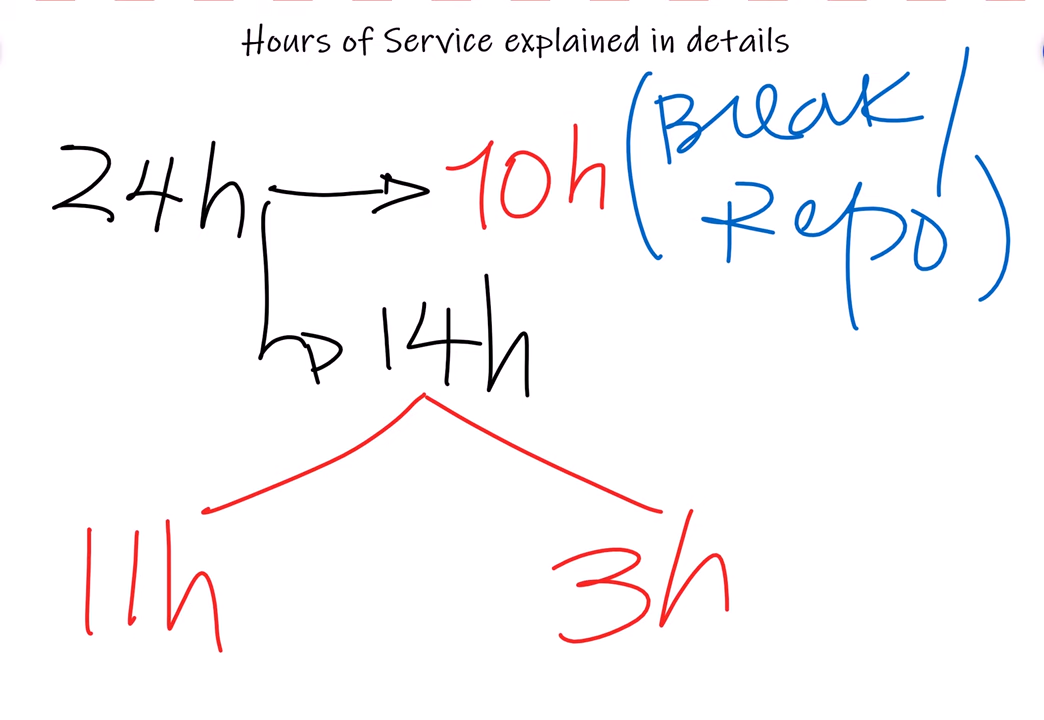 Hours of Service explained in details
24h → 10h (Break/
Repo)
14h
11h 3h